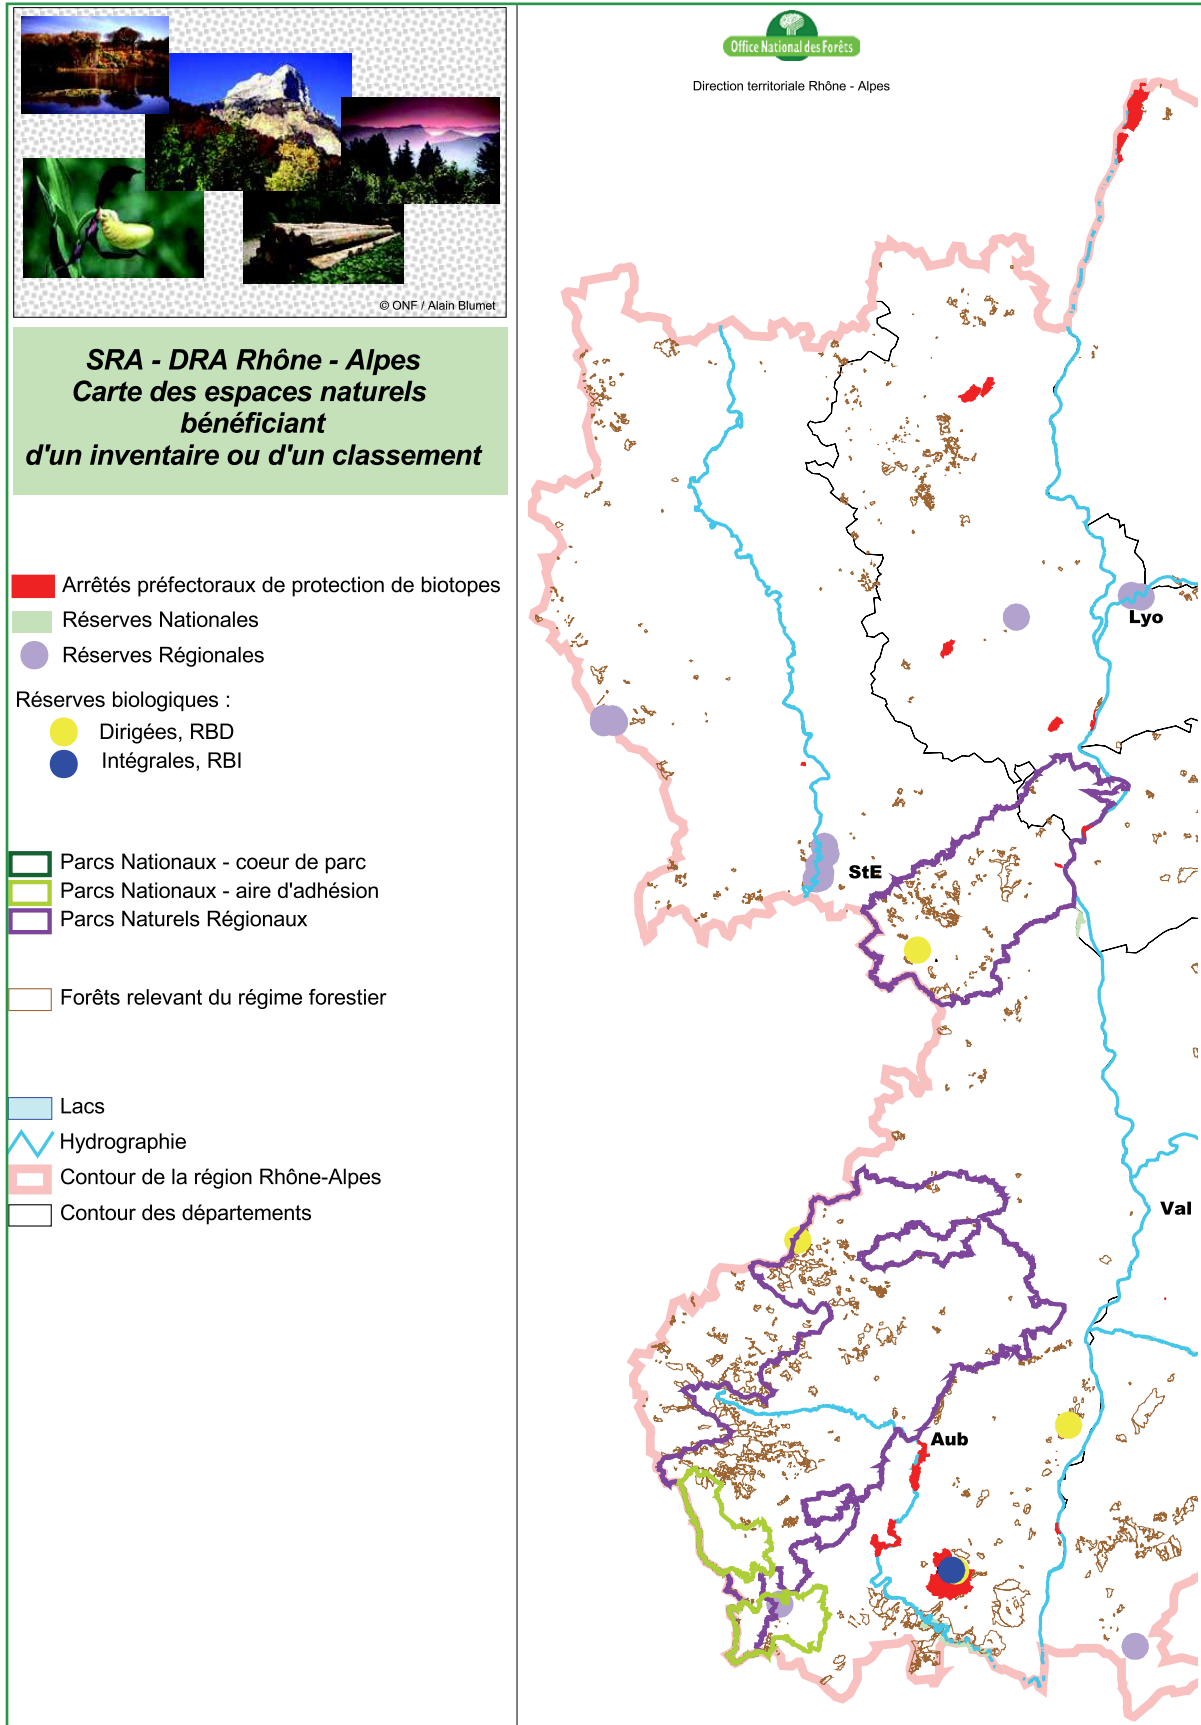 Office National des Forêts
Direction territoriale Rhône - Alpes
© ONF / Alain Blumet
SRA - DRA Rhône - Alpes
Carte des espaces naturels
bénéficiant
d'un inventaire ou d'un classement
Arrêtés préfectoraux de protection de biotopes
Réserves Nationales
Réserves Régionales
Réserves biologiques :
Dirigées, RBD
Intégrales, RBI
Parcs Nationaux - coeur de parc
Parcs Nationaux - aire d'adhésion
Parcs Naturels Régionaux
Forêts relevant du régime forestier
Lacs
Hydrographie
Contour de la région Rhône-Alpes
Contour des départements
Lyo
StE
Val
Aub